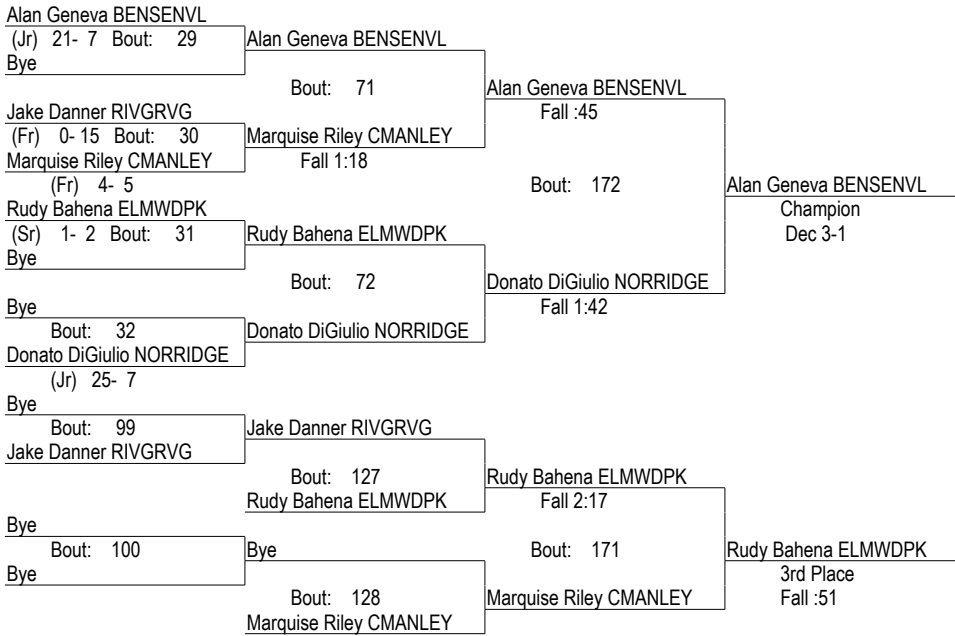 Alan Geneva BENSENVL
(Jr) 21- 7 Bout: 29 Alan Geneva BENSENVL
Bye
Bout: 71 Alan Geneva BENSENVL
Jake Danner RIVGRVG Fall :45
(Fr) 0- 15 Bout: 30 Marquise Riley CMANLEY
Marquise Riley CMANLEY Fall 1:18
(Fr) 4- 5 Bout: 172 Alan Geneva BENSENVL
Rudy Bahena ELMWDPK Champion
(Sr) 1- 2 Bout: 31 Rudy Bahena ELMWDPK Dec 3-1
Bye
Bout: 72 Donato DiGiulio NORRIDGE
Bye Fall 1:42
Bout: 32 Donato DiGiulio NORRIDGE
Donato DiGiulio NORRIDGE
(Jr) 25- 7
Bye
Bout: 99 Jake Danner RIVGRVG
Jake Danner RIVGRVG
Bout: 127 Rudy Bahena ELMWDPK
Rudy Bahena ELMWDPK Fall 2:17
Bye
Bout: 100 Bye Bout: 171 Rudy Bahena ELMWDPK
Bye 3rd Place
Bout: 128 Marquise Riley CMANLEY Fall :51
Marquise Riley CMANLEY